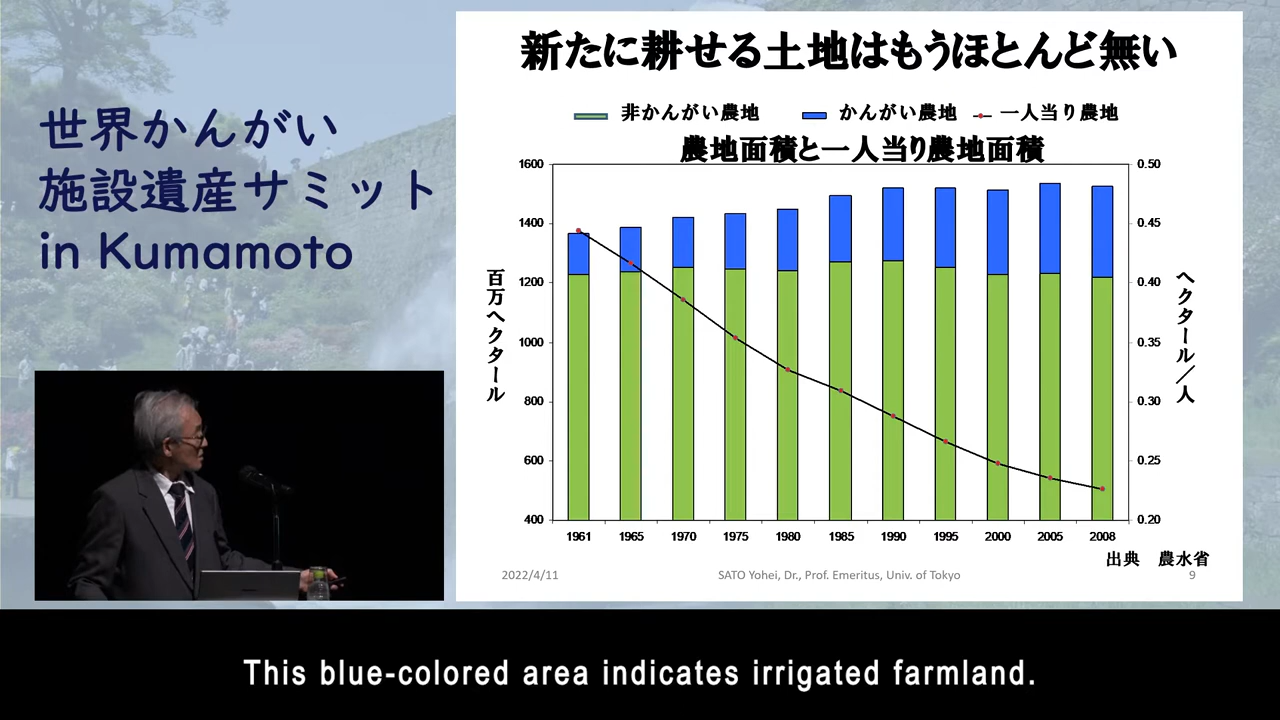 世界かんがい
施設遺産サミット
in Kumamoto
新たに耕せる土地はもうほとんど無い
非かんがい農地 かんがい農地 一人当り農地
農地面積と一人当り農地面積
百万ヘクタール
1600
1400
1200
1000
800
600
400
0.50
0.45
0.40
0.35
0.30
0.25
0.20
ヘクタール/人
1961 1965 1970 1975 1980 1985 1990 1995 2000 2005 2008
出典 農水省
2022/4/11 SATO Yohei, Dr., Prof. Emeritus, Univ. of Tokyo 9
This blue-colored area indicates irrigated farmland.